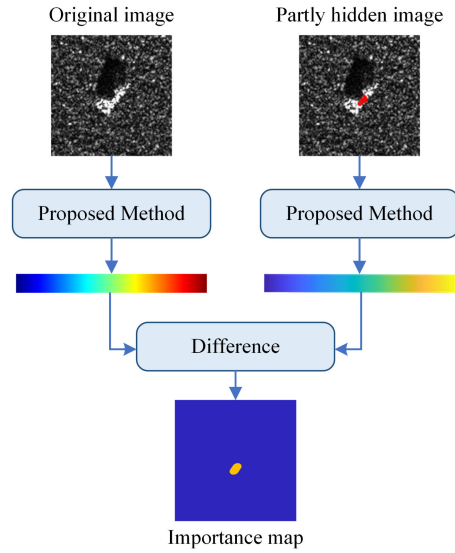 Original image
Partly hidden image
Proposed Method
Proposed Method
Difference
Importance map